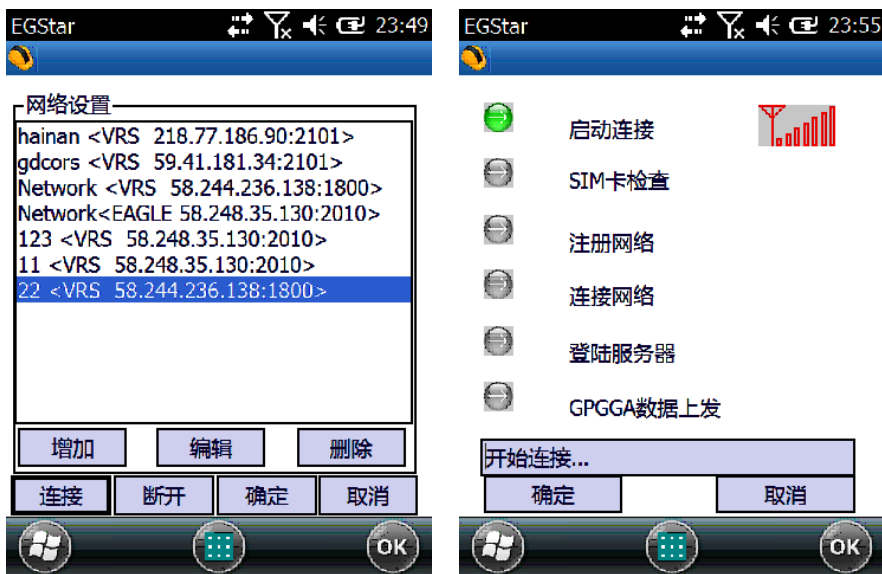 EGStar 23:49
网络设置
hainan <VRS 218.77.186.90:2101>
gdcors <VRS 59.41.181.34:2101>
Network <VRS 58.244.236.138:1800>
Network<EAGLE 58.248.35.130:2010>
123 <VRS 58.248.35.130:2010>
11 <VRS 58.248.35.130:2010>
22 <VRS 58.244.236.138:1800>
增加 编辑 删除
连接 断开 确定 取消
OK
EGStar 23:55
启动连接
SIM卡检查
注册网络
连接网络
登陆服务器
GPGGA数据上发
开始连接...
确定 取消
OK